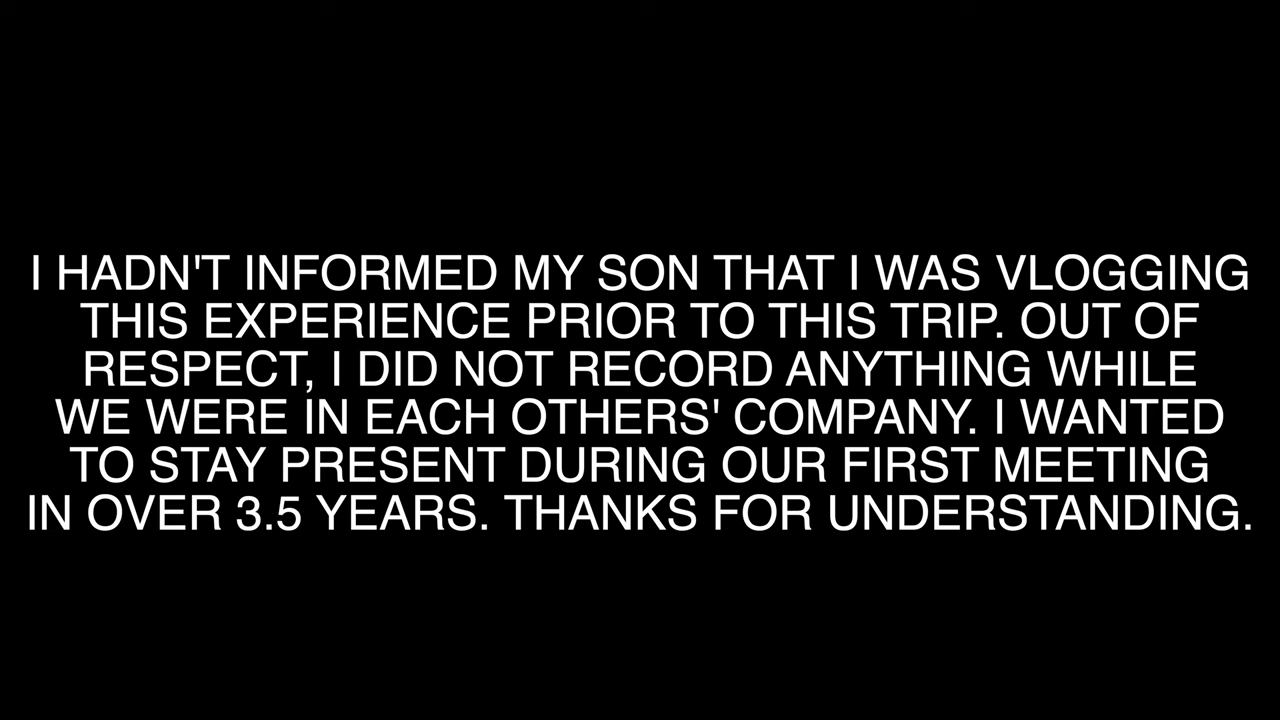 I HADN'T INFORMED MY SON THAT I WAS VLOGGING
THIS EXPERIENCE PRIOR TO THIS TRIP. OUT OF
RESPECT, I DID NOT RECORD ANYTHING WHILE
WE WERE IN EACH OTHERS' COMPANY. I WANTED
TO STAY PRESENT DURING OUR FIRST MEETING
IN OVER 3.5 YEARS. THANKS FOR UNDERSTANDING.